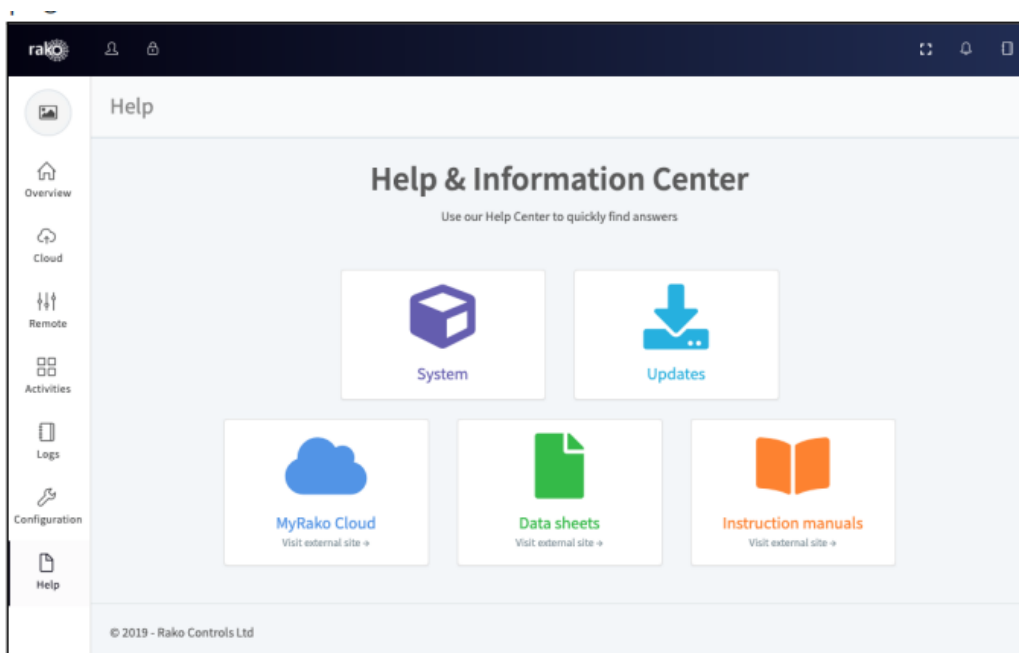 rako
Help
Overview
Cloud
Remote
Activities
Logs
Configuration
Help
Help & Information Center
Use our Help Center to quickly find answers
System
Updates
MyRako Cloud
Visit external site →
Data sheets
Visit external site →
Instruction manuals
Visit external site →
© 2019 - Rako Controls Ltd